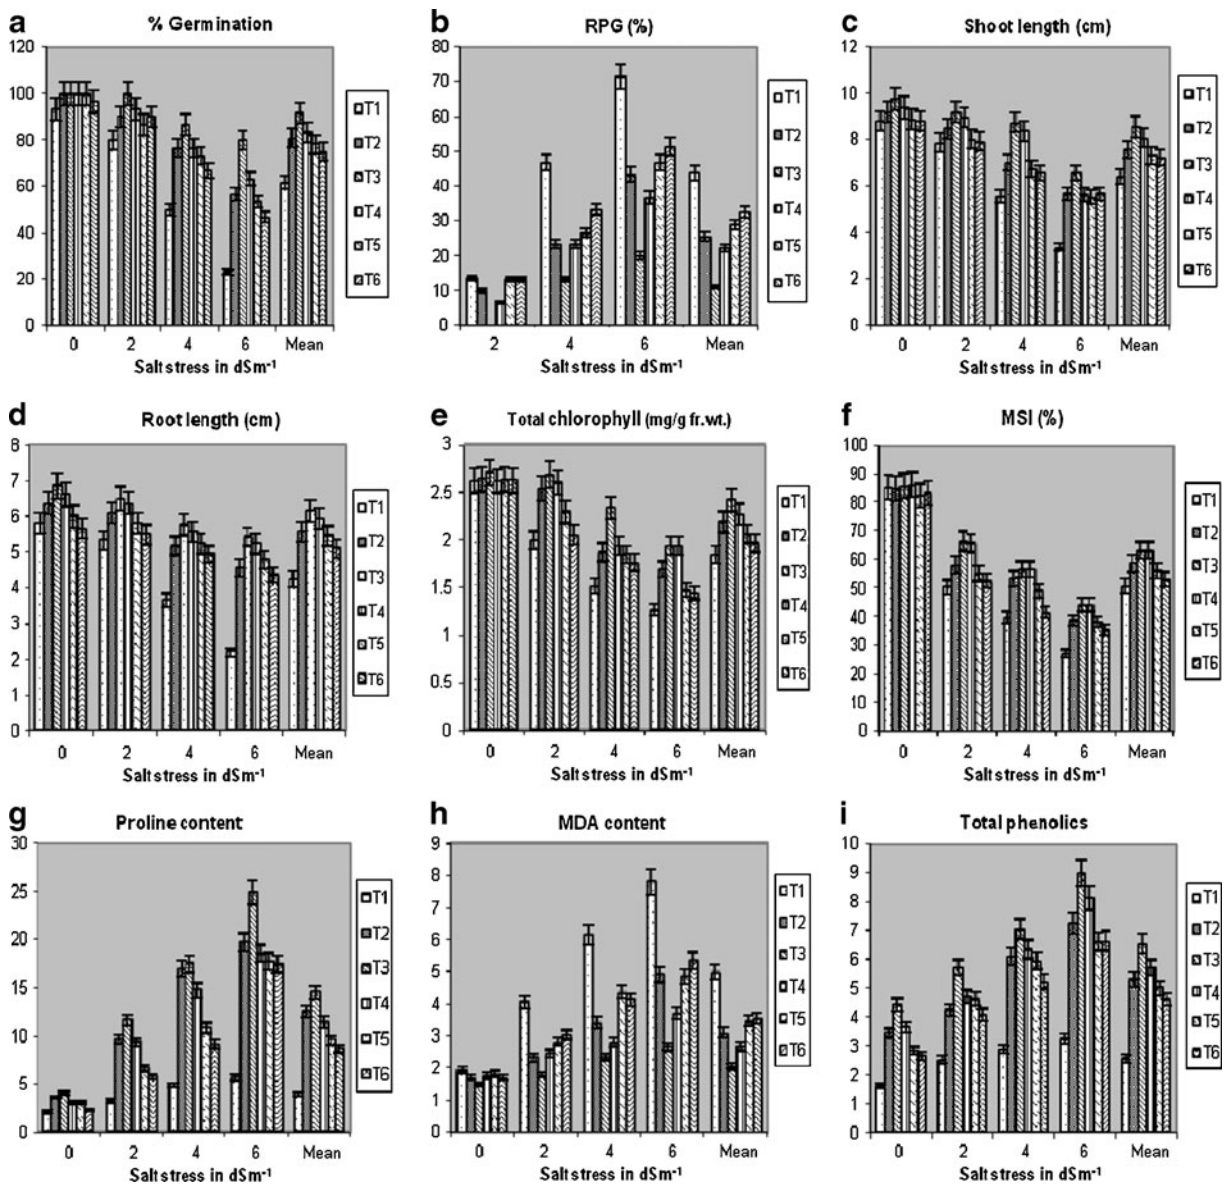 a
% Germination
120
100
80
60
40
20
0
0 2 4 6 Mean
Salt stress in dSm⁻¹
T1
T2
T3
T4
T5
T6
b
RPG (%)
80
70
60
50
40
30
20
10
0
2 4 6 Mean
Salt stress in dSm⁻¹
T1
T2
T3
T4
T5
T6
c
Shoot length (cm)
12
10
8
6
4
2
0
0 2 4 6 Mean
Salt stress in dSm⁻¹
T1
T2
T3
T4
T5
T6
d
Root length (cm)
8
7
6
5
4
3
2
1
0
0 2 4 6 Mean
Salt stress in dSm⁻¹
T1
T2
T3
T4
T5
T6
e
Total chlorophyll (mg/g fr.wt.)
3
2.5
2
1.5
1
0.5
0
0 2 4 6 Mean
Salt stress in dSm⁻¹
T1
T2
T3
T4
T5
T6
f
MSI (%)
100
90
80
70
60
50
40
30
20
10
0
0 2 4 6 Mean
Salt stress in dSm⁻¹
T1
T2
T3
T4
T5
T6
g
Proline content
30
25
20
15
10
5
0
0 2 4 6 Mean
Salt stress in dSm⁻¹
T1
T2
T3
T4
T5
T6
h
MDA content
9
8
7
6
5
4
3
2
1
0
0 2 4 6 Mean
Salt stress in dSm⁻¹
T1
T2
T3
T4
T5
T6
i
Total phenolics
10
9
8
7
6
5
4
3
2
1
0
0 2 4 6 Mean
Salt stress in dSm⁻¹
T1
T2
T3
T4
T5
T6